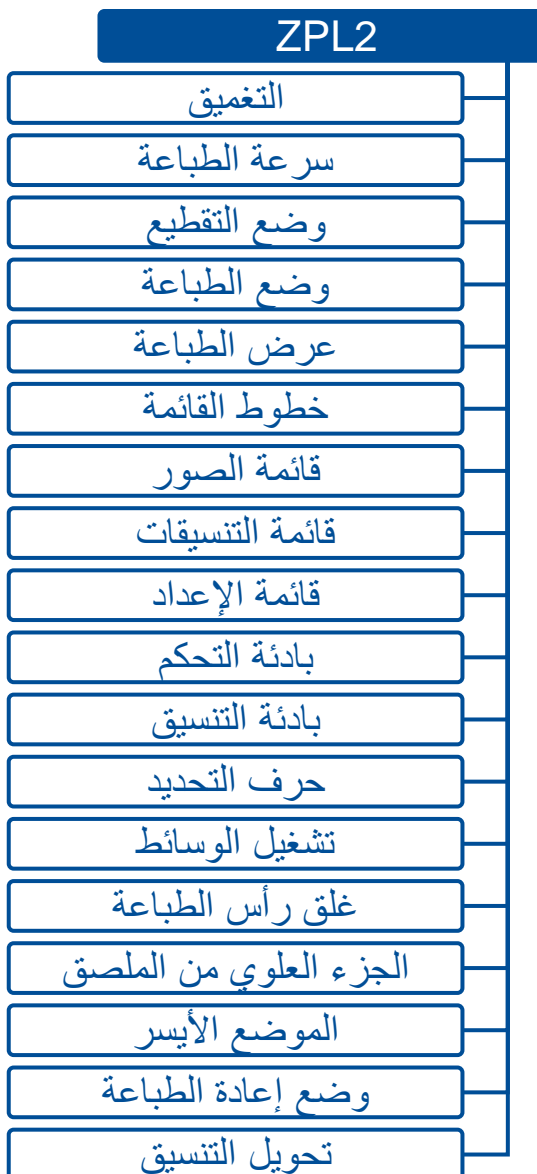 ZPL2
التغميق
سرعة الطباعة
وضع التقطيع
وضع الطباعة
عرض الطباعة
خطوط القائمة
قائمة الصور
قائمة التنسيقات
قائمة الإعداد
بادئة التحكم
بادئة التنسيق
حرف التحديد
تشغيل الوسائط
غلق رأس الطباعة
الجزء العلوي من الملصق
الموضع الأيسر
وضع إعادة الطباعة
تحويل التنسيق